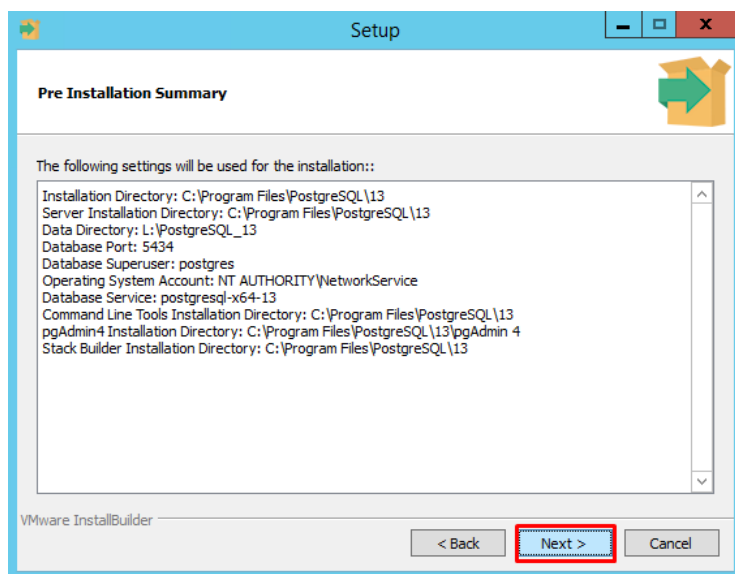 Setup
Pre Installation Summary
The following settings will be used for the installation::
Installation Directory: C:\Program Files\PostgreSQL\13
Server Installation Directory: C:\Program Files\PostgreSQL\13
Data Directory: L:\PostgreSQL_13
Database Port: 5434
Database Superuser: postgres
Operating System Account: NT AUTHORITY\NetworkService
Database Service: postgresql-x64-13
Command Line Tools Installation Directory: C:\Program Files\PostgreSQL\13
pgAdmin4 Installation Directory: C:\Program Files\PostgreSQL\13\pgAdmin 4
Stack Builder Installation Directory: C:\Program Files\PostgreSQL\13
VMware InstallBuilder
< Back Next > Cancel